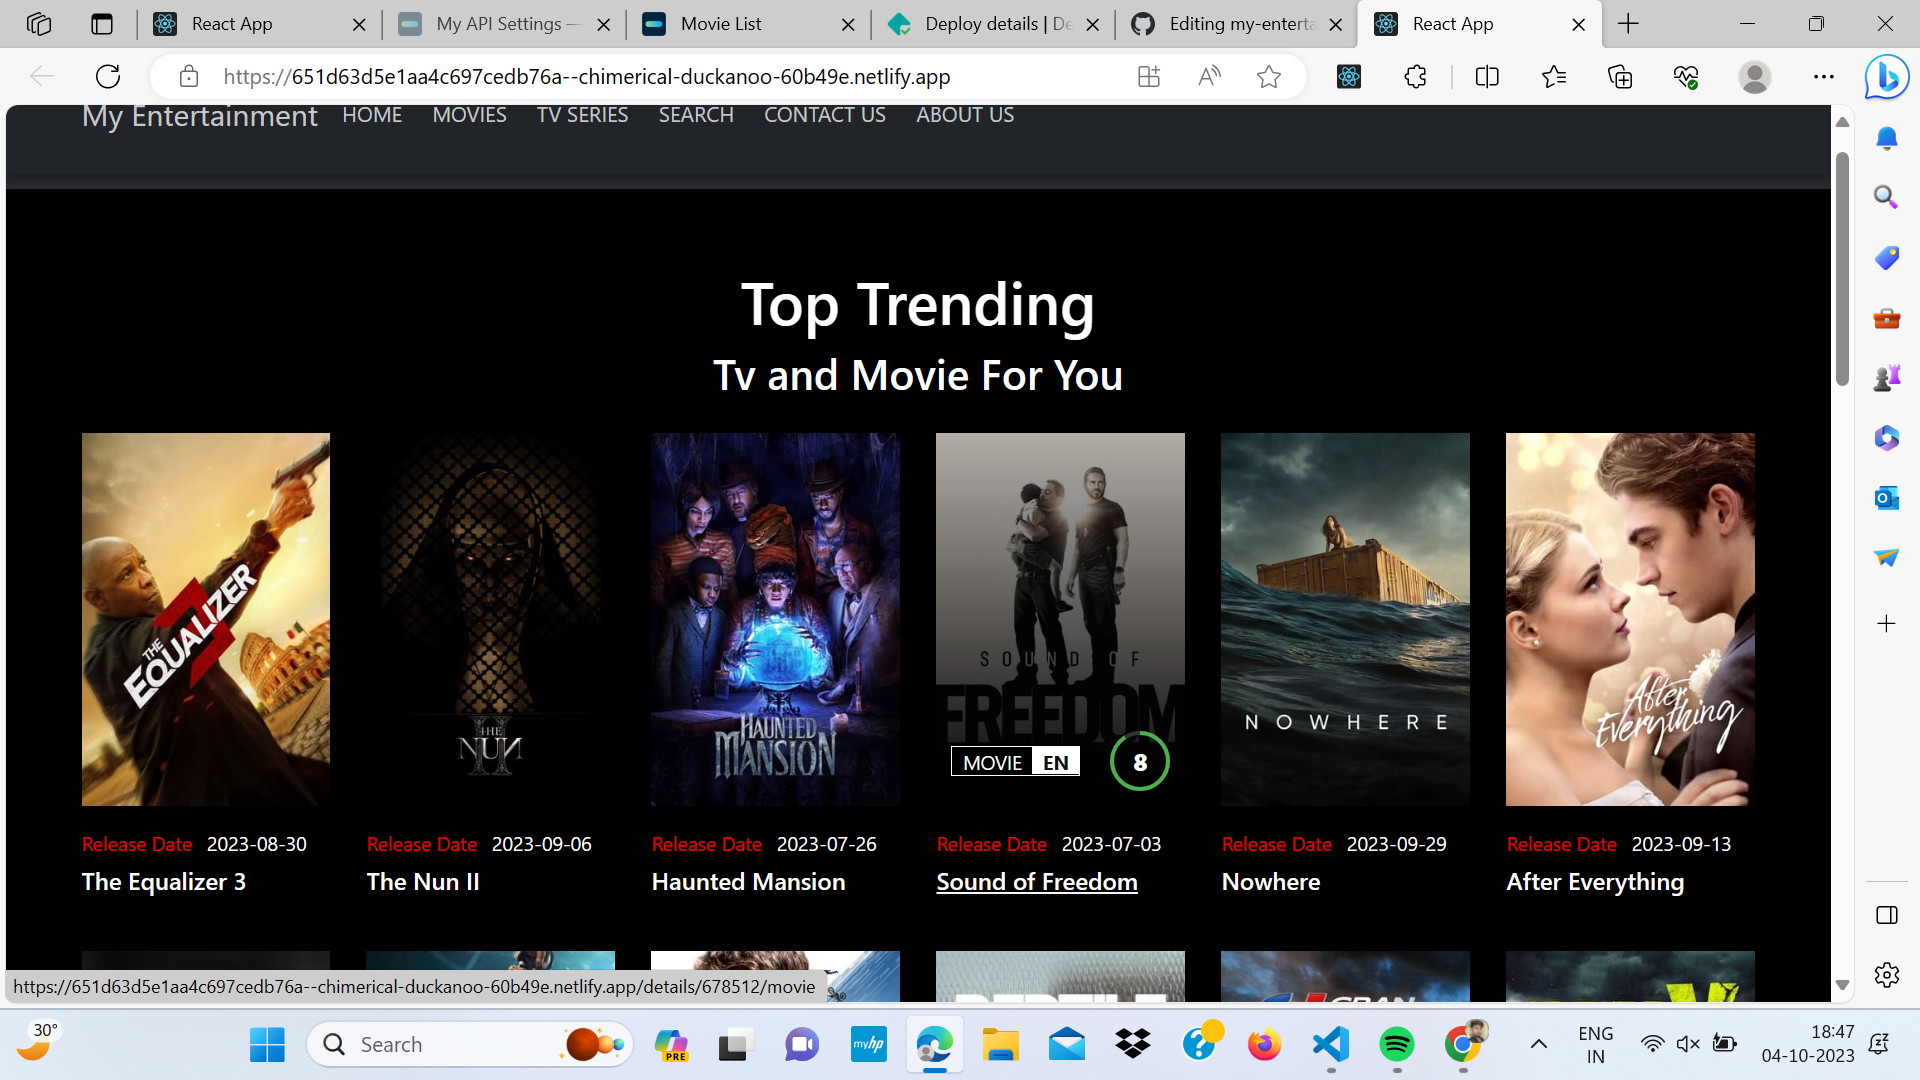 React App
My API Settings —
Movie List
Deploy details | De
Editing my-enterta
React App
https://651d63d5e1aa4c697cedb76a--chimerical-duckanoo-60b49e.netlify.app
My Entertainment HOME MOVIES TV SERIES SEARCH CONTACT US ABOUT US
Top Trending
Tv and Movie For You
THE
EQUALIZER
3
THE
NUN
II
HAUNTED
MANSION
SOUND OF
FREEDOM
MOVIE EN 8
NOWHERE
After
Everything
Release Date 2023-08-30
The Equalizer 3
Release Date 2023-09-06
The Nun II
Release Date 2023-07-26
Haunted Mansion
Release Date 2023-07-03
Sound of Freedom
Release Date 2023-09-29
Nowhere
Release Date 2023-09-13
After Everything
https://651d63d5e1aa4c697cedb76a--chimerical-duckanoo-60b49e.netlify.app/details/678512/movie
30°
Search
PRE
myhp
ENG
IN
18:47
04-10-2023